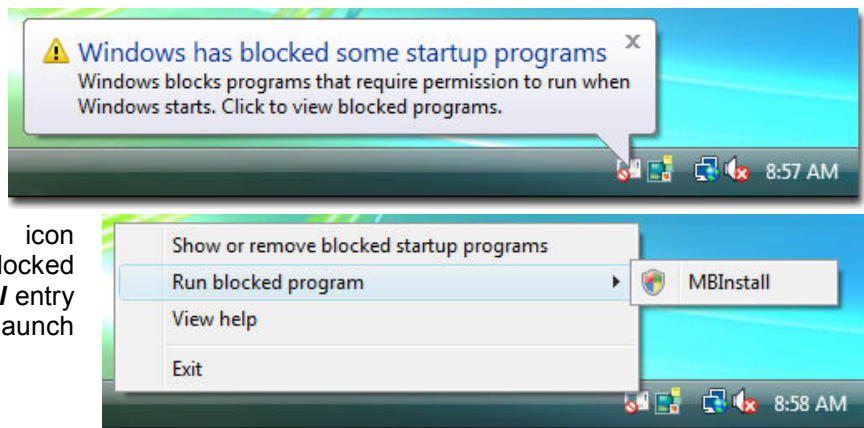 Windows has blocked some startup programs
Windows blocks programs that require permission to run when
Windows starts. Click to view blocked programs.
8:57 AM
icon
locked
entry
aunch
Show or remove blocked startup programs
Run blocked program
MBInstall
View help
Exit
8:58 AM